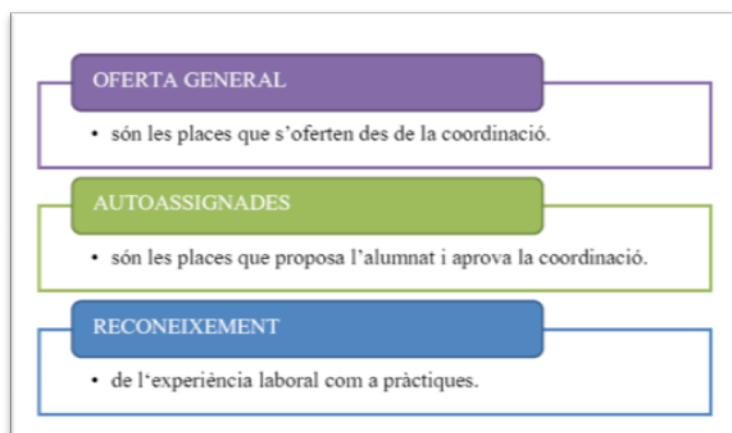 OFERTA GENERAL
• són les places que s’oferten des de la coordinació.
AUTOASSIGNADES
• són les places que proposa l’alumnat i aprova la coordinació.
RECONEIXEMENT
• de l‘experiència laboral com a pràctiques.